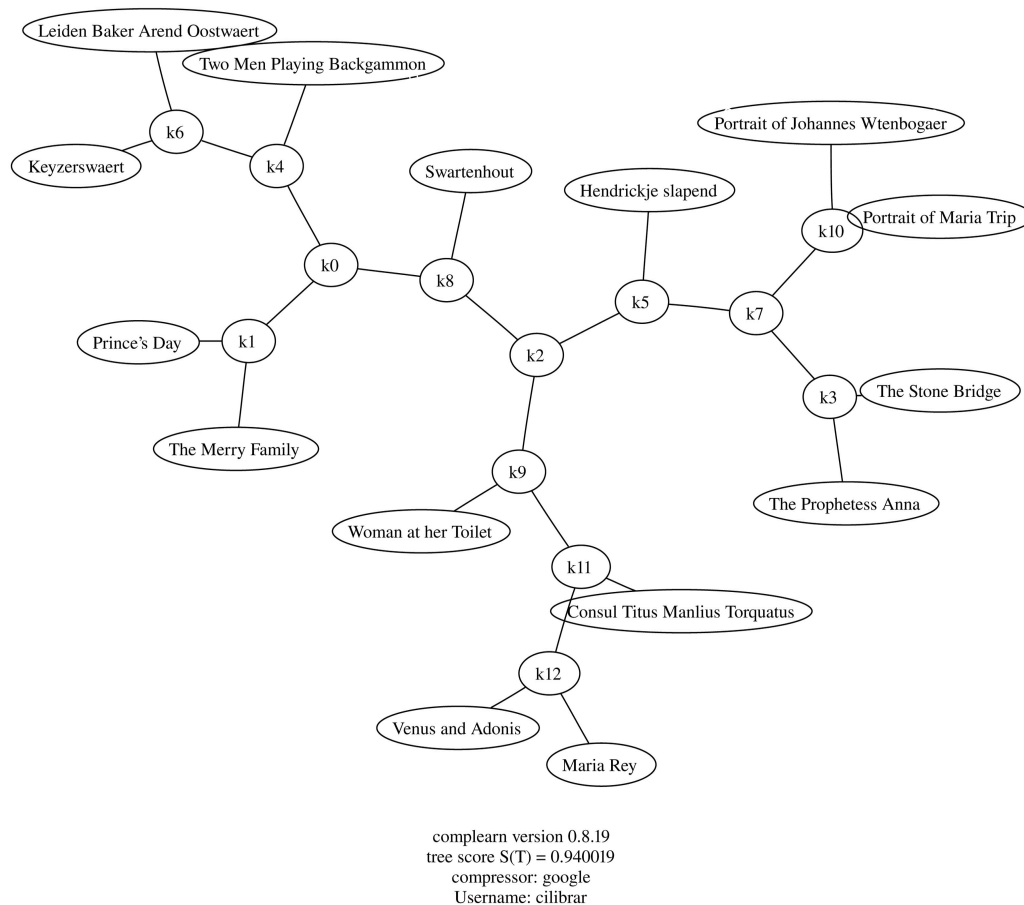 Leiden Baker Arend Oostwaert
Two Men Playing Backgammon
k6
Keyzerswaert
k4
Swartenhout
Hendrickje slapend
Portrait of Johannes Wtenbogaer
k10
Portrait of Maria Trip
k0
k8
k5
k7
Prince's Day
k1
k2
k3
The Stone Bridge
The Merry Family
k9
The Prophetess Anna
Woman at her Toilet
k11
Consul Titus Manlius Torquatus
k12
Venus and Adonis
Maria Rey
complearn version 0.8.19
tree score S(T) = 0.940019
compressor: google
Username: cilibrar